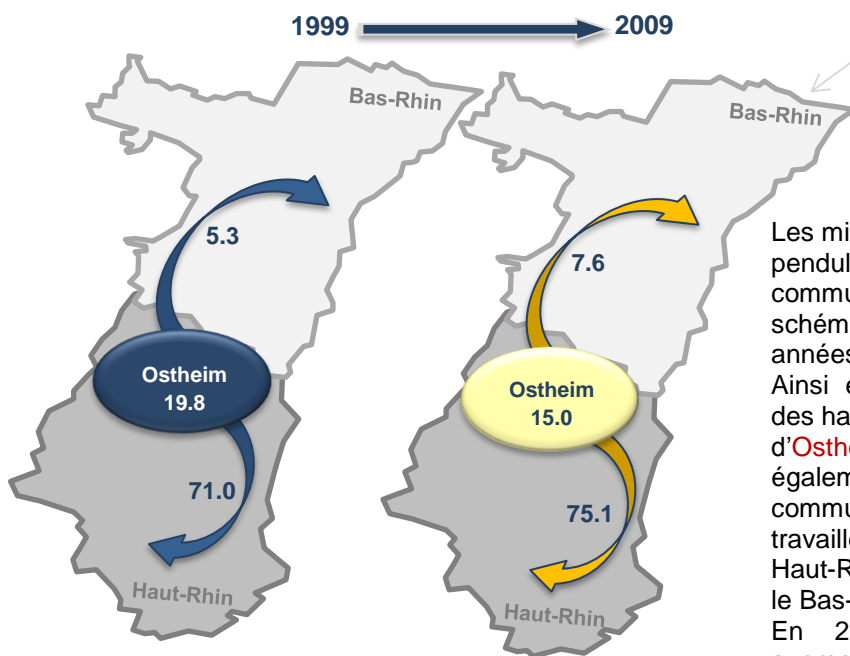 1999
2009
Bas-Rhin
Bas-Rhin
5.3
7.6
Ostheim
19.8
Ostheim
15.0
71.0
75.1
Haut-Rhin
Haut-Rhin
Les mi
pendul
commu
schém
années
Ainsi e
des ha
d'Osthe
égalem
commu
travaille
Haut-R
le Bas-
En 2